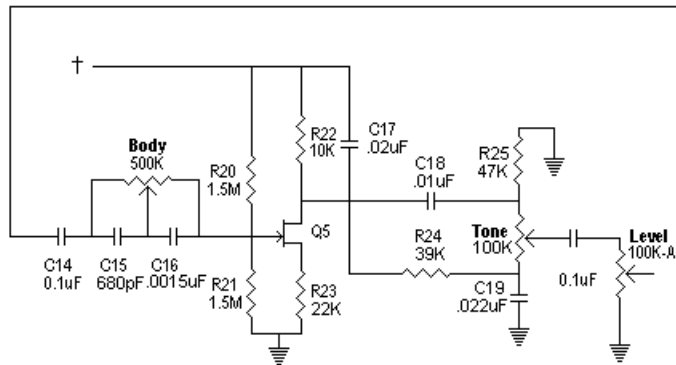 †
Body
500K
R20
1.5M
R22
10K
C17
.02uF
C18
.01uF
R25
47K
Q5
R24
39K
Tone
100K
Level
100K-A
C14
0.1uF
C15
680pF
C16
.0015uF
R21
1.5M
R23
22K
C19
.022uF
0.1uF